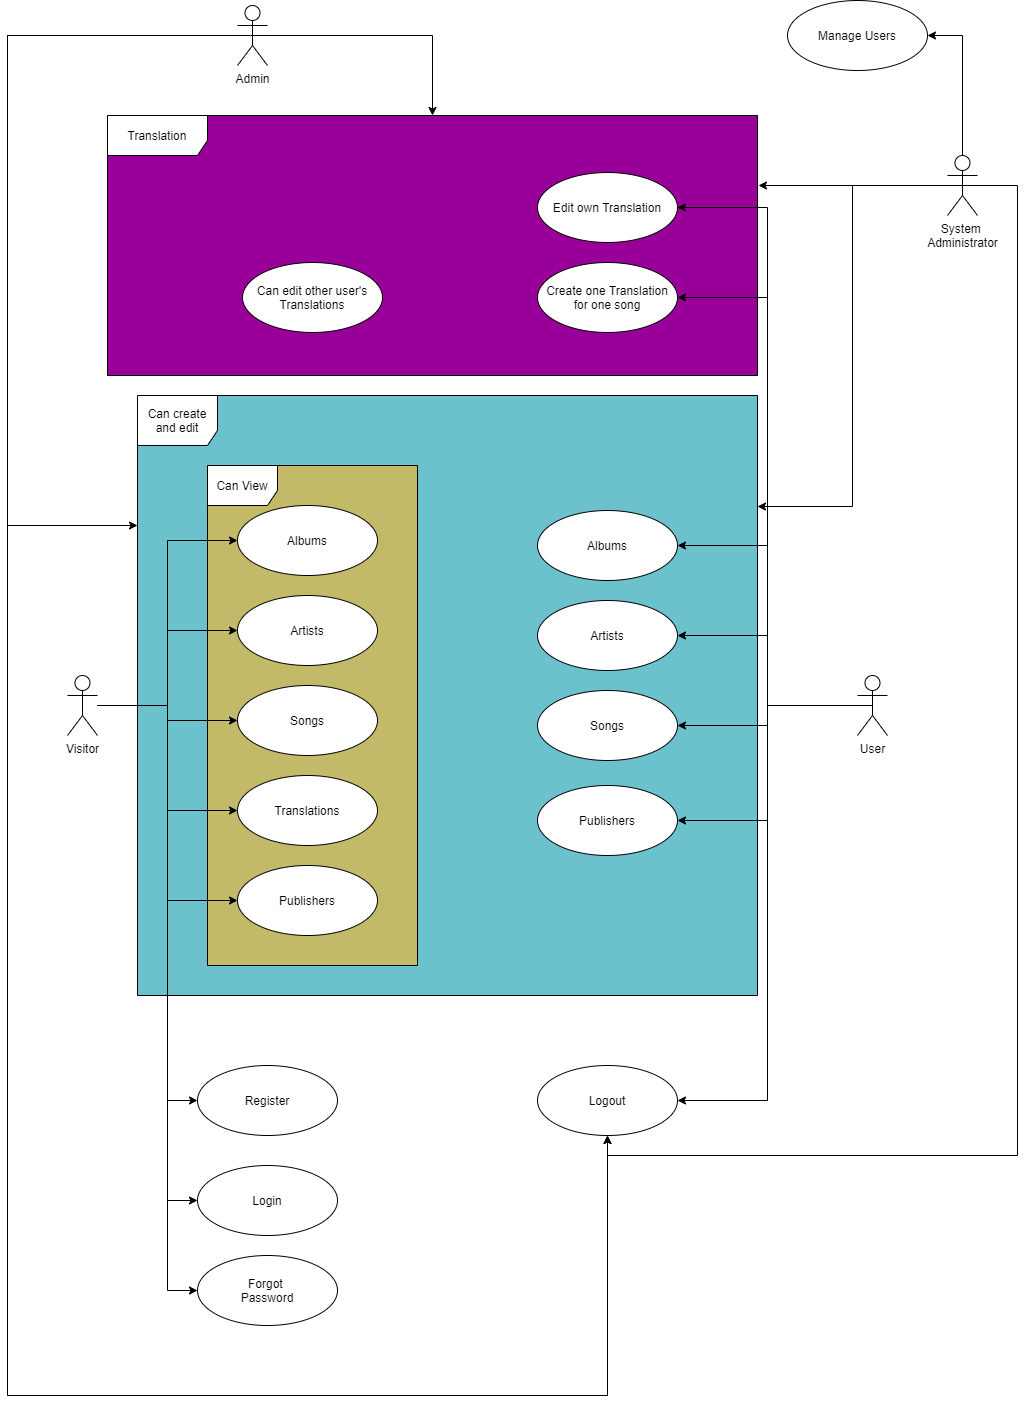 Manage Users
Admin
Translation
System
Administrator
Edit own Translation
Can edit other user's
Translations
Create one Translation
for one song
Can create
and edit
Can View
Albums
Albums
Artists
Artists
Songs
Songs
Visitor
User
Translations
Publishers
Publishers
Register
Logout
Login
Forgot
Password